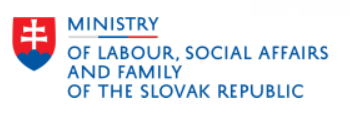 MINISTRY
OF LABOUR, SOCIAL AFFAIRS
AND FAMILY
OF THE SLOVAK REPUBLIC